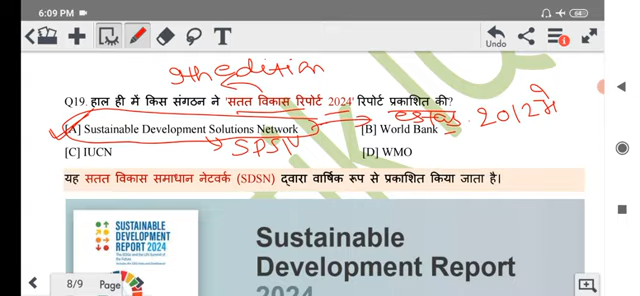 6:09 PM
64
Undo
9th edition
Q19. हाल ही में किस संगठन ने 'सतत विकास रिपोर्ट 2024' रिपोर्ट प्रकाशित की?
estab. 2012 में
[A] Sustainable Development Solutions Network
[B] World Bank
SDSN
[C] IUCN
[D] WMO
यह सतत विकास समाधान नेटवर्क (SDSN) द्वारा वार्षिक रूप से प्रकाशित किया जाता है।
SUSTAINABLE
DEVELOPMENT
REPORT 2024
Sustainable
Development Report
2024
8/9 Page